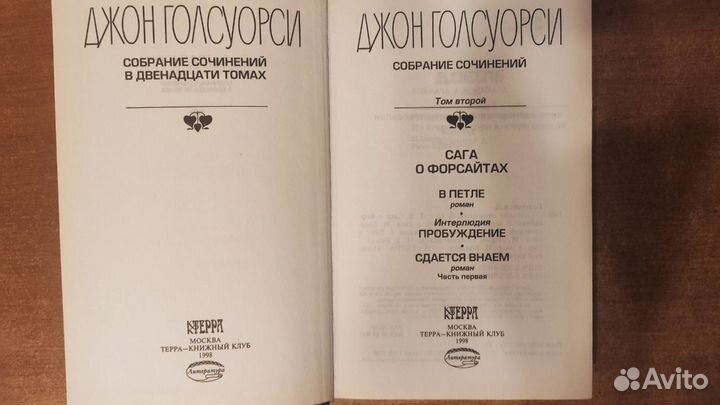 ДЖОН ГОЛСУОРСИ
СОБРАНИЕ СОЧИНЕНИЙ
В ДВЕНАДЦАТИ ТОМАХ
ТЕРРА
МОСКВА
ТЕРРА—КНИЖНЫЙ КЛУБ
1998
Литература
ДЖОН ГОЛСУОРСИ
СОБРАНИЕ СОЧИНЕНИЙ
Том второй
САГА
О ФОРСАЙТАХ
В ПЕТЛЕ
роман
Интерлюдия
ПРОБУЖДЕНИЕ
СДАЕТСЯ ВНАЕМ
роман
Часть первая
ТЕРРА
МОСКВА
ТЕРРА—КНИЖНЫЙ КЛУБ
1998
Литература
Avito